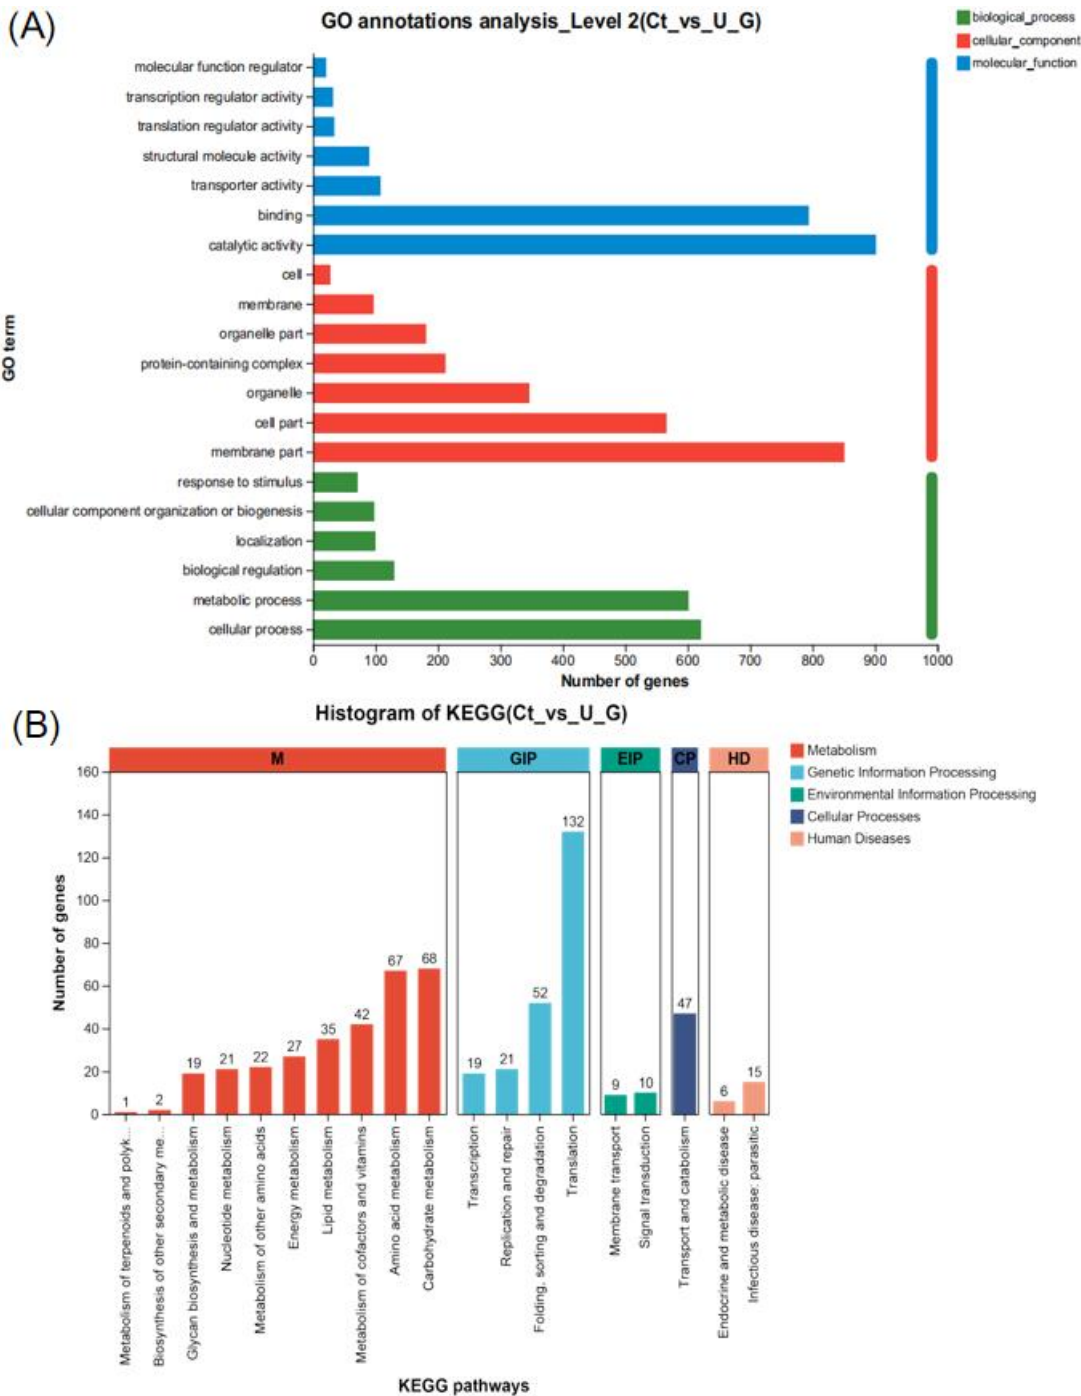 (A)
GO annotations analysis_Level 2(Ct_vs_U_G)
biological_process
cellular_component
molecular_function
GO term
molecular function regulator
transcription regulator activity
translation regulator activity
structural molecule activity
transporter activity
binding
catalytic activity
cell
membrane
organelle part
protein-containing complex
organelle
cell part
membrane part
response to stimulus
cellular component organization or biogenesis
localization
biological regulation
metabolic process
cellular process
0 100 200 300 400 500 600 700 800 900 1000
Number of genes
(B)
Histogram of KEGG(Ct_vs_U_G)
M GIP EIP CP HD
Metabolism
Genetic Information Processing
Environmental Information Processing
Cellular Processes
Human Diseases
Number of genes
160
140
120
100
80
60
40
20
0
1 2 19 21 22 27 35 42 67 68 19 21 52 132 9 10 47 6 15
Metabolism of terpenoids and polyk...
Biosynthesis of other secondary me...
Glycan biosynthesis and metabolism
Nucleotide metabolism
Metabolism of other amino acids
Energy metabolism
Lipid metabolism
Metabolism of cofactors and vitamins
Amino acid metabolism
Carbohydrate metabolism
Transcription
Replication and repair
Folding, sorting and degradation
Translation
Membrane transport
Signal transduction
Transport and catabolism
Endocrine and metabolic disease
Infectious disease: parasitic
KEGG pathways